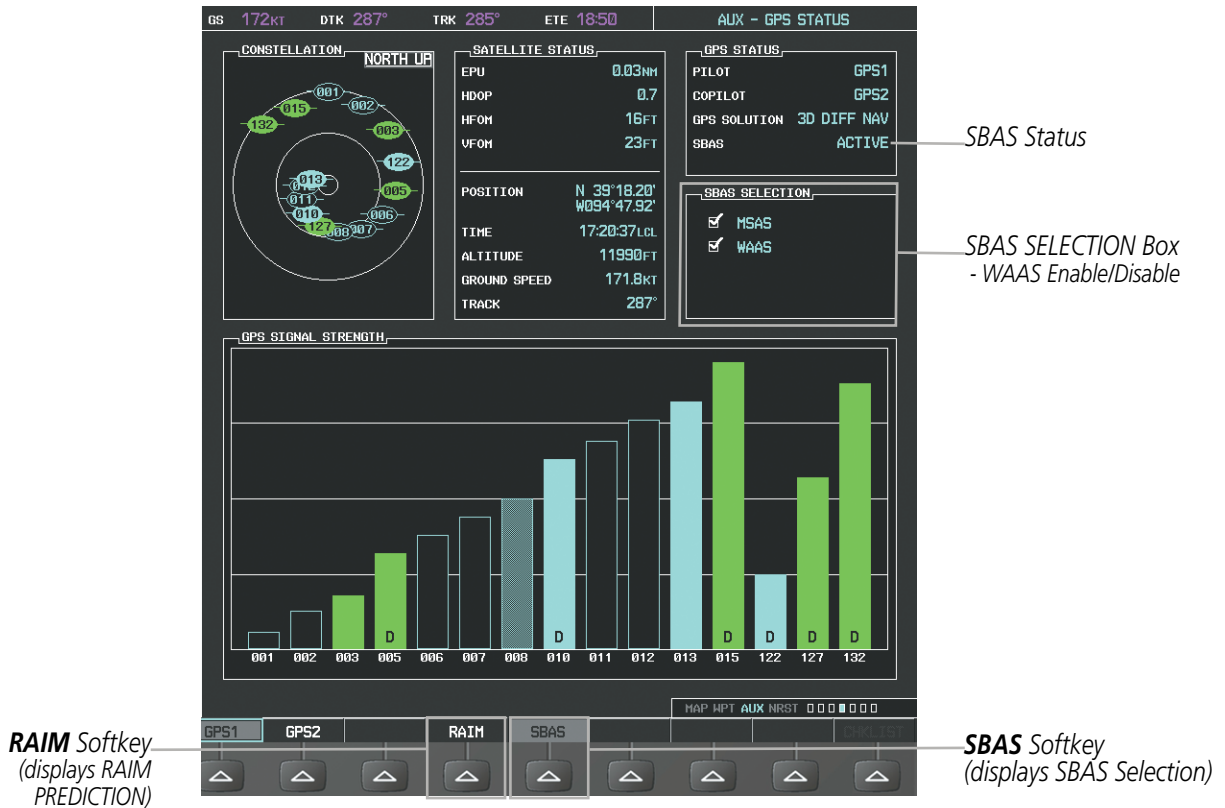 GS 172KT DTK 287° TRK 285° ETE 18:50 AUX - GPS STATUS
CONSTELLATION
NORTH UP
001
002
015
132
003
122
013
005
011
010
006
127
008
007
SATELLITE STATUS
EPU 0.03NM
HDOP 0.7
HFOM 16FT
VFOM 23FT
POSITION N 39°18.20'
W094°47.92'
TIME 17:20:37LCL
ALTITUDE 11990FT
GROUND SPEED 171.8KT
TRACK 287°
GPS STATUS
PILOT GPS1
COPILOT GPS2
GPS SOLUTION 3D DIFF NAV
SBAS ACTIVE
SBAS Status
SBAS SELECTION
MSAS
WAAS
SBAS SELECTION Box
- WAAS Enable/Disable
GPS SIGNAL STRENGTH
D D D D D D
001 002 003 005 006 007 008 010 011 012 013 015 122 127 132
MAP WPT AUX NRST
GPS1 GPS2 RAIM SBAS CHKLIST
RAIM Softkey
(displays RAIM
PREDICTION)
SBAS Softkey
(displays SBAS Selection)